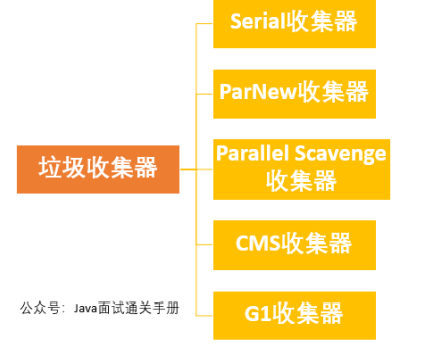 Serial收集器
ParNew收集器
垃圾收集器
Parallel Scavenge
收集器
CMS收集器
公众号：Java面试通关手册
G1收集器